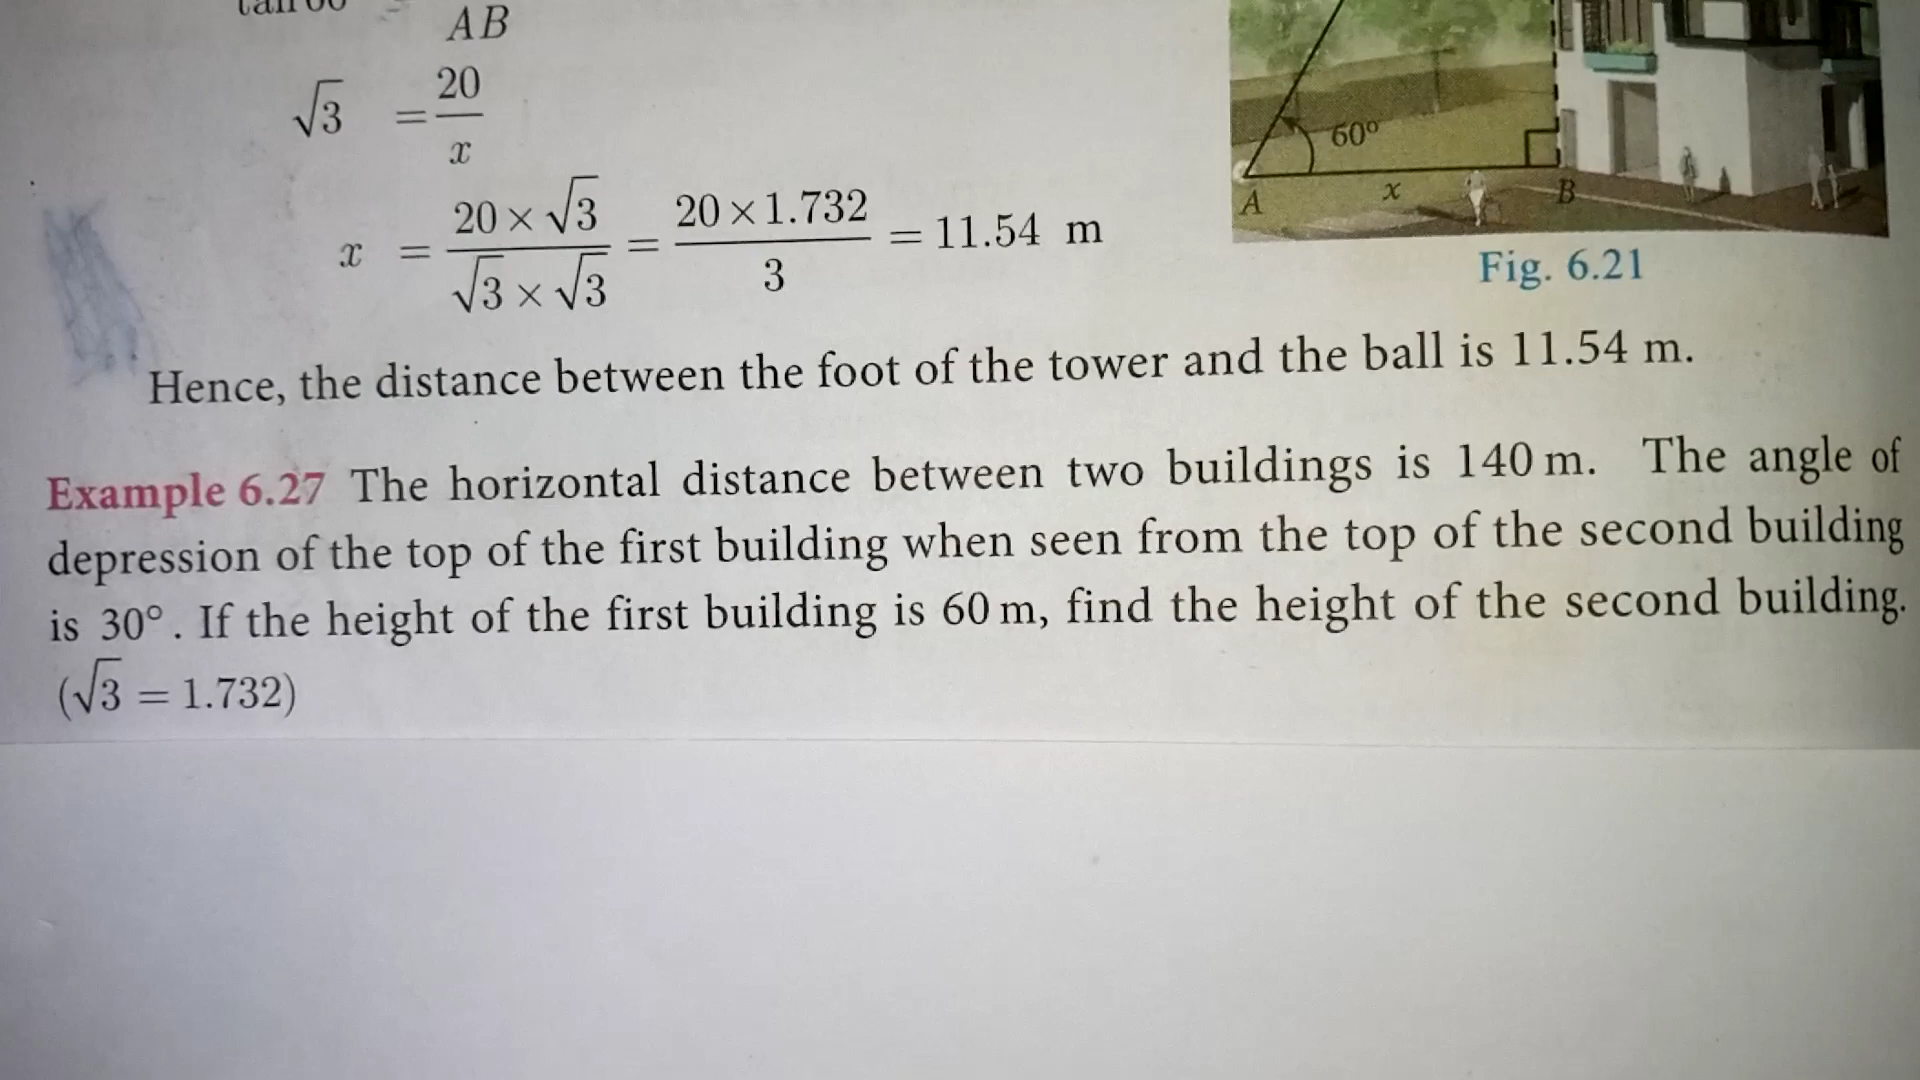 AB
√3 = 20/x
x = (20 × √3)/(√3 × √3) = (20 × 1.732)/3 = 11.54 m
60°
A x B
Fig. 6.21
Hence, the distance between the foot of the tower and the ball is 11.54 m.
Example 6.27 The horizontal distance between two buildings is 140 m. The angle of
depression of the top of the first building when seen from the top of the second building
is 30°. If the height of the first building is 60 m, find the height of the second building.
(√3 = 1.732)